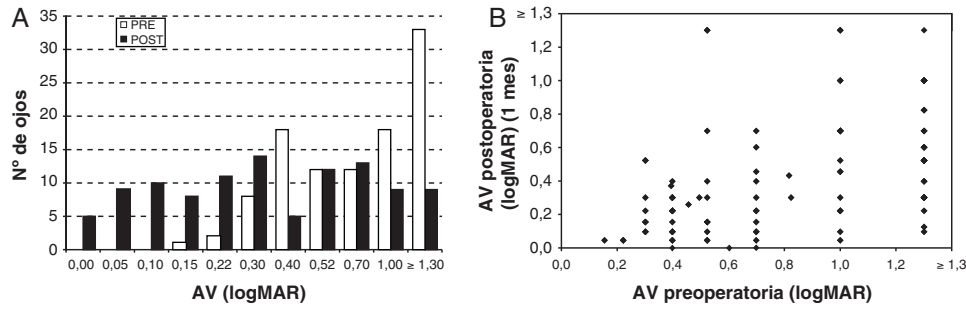 A
35
30
25
20
15
10
5
0
N° de ojos
PRE
POST
0,00 0,05 0,10 0,15 0,22 0,30 0,40 0,52 0,70 1,00 ≥ 1,30
AV (logMAR)
B
≥ 1,3
1,2
1,0
0,8
0,6
0,4
0,2
0,0
AV postoperatoria
(logMAR) (1 mes)
0,0 0,2 0,4 0,6 0,8 1,0 1,2 ≥ 1,3
AV preoperatoria (logMAR)